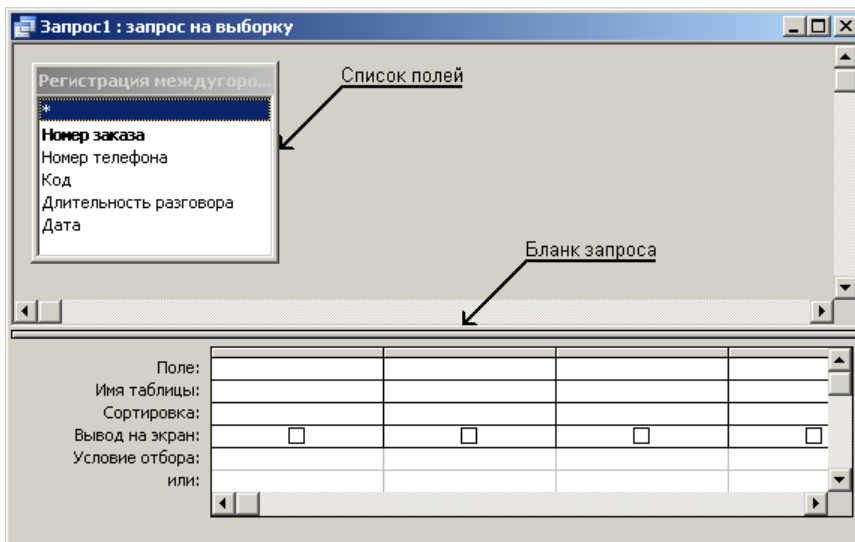 Запрос1 : запрос на выборку
Регистрация междугоро...
Список полей
*
Номер заказа
Номер телефона
Код
Длительность разговора
Дата
Бланк запроса
Поле:
Имя таблицы:
Сортировка:
Вывод на экран:
Условие отбора:
или: